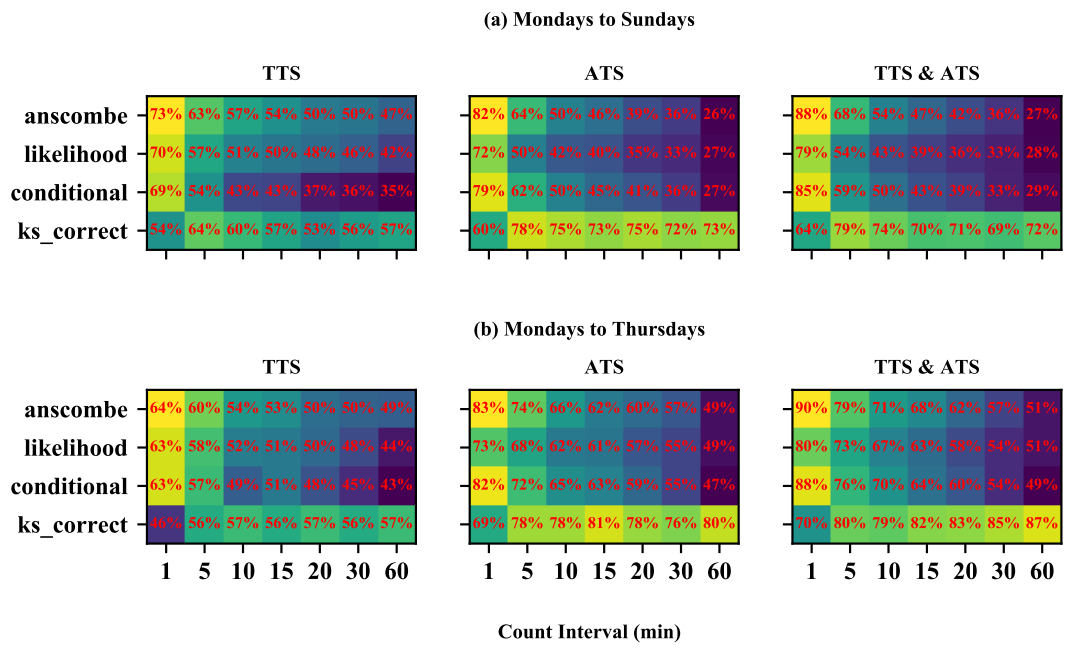 (a) Mondays to Sundays
TTS ATS TTS & ATS
anscombe 73% 63% 57% 54% 50% 50% 47% 82% 64% 50% 46% 39% 36% 26% 88% 68% 54% 47% 42% 36% 27%
likelihood 70% 57% 51% 50% 48% 46% 42% 72% 50% 42% 40% 35% 33% 27% 79% 54% 43% 39% 36% 33% 28%
conditional 69% 54% 43% 43% 37% 36% 35% 79% 62% 50% 45% 41% 36% 27% 85% 59% 50% 43% 39% 33% 29%
ks_correct 54% 64% 60% 57% 53% 56% 57% 60% 78% 75% 73% 75% 72% 73% 64% 79% 74% 70% 71% 69% 72%
(b) Mondays to Thursdays
TTS ATS TTS & ATS
anscombe 64% 60% 54% 53% 50% 50% 49% 83% 74% 66% 62% 60% 57% 49% 90% 79% 71% 68% 62% 57% 51%
likelihood 63% 58% 52% 51% 50% 48% 44% 73% 68% 62% 61% 57% 55% 49% 80% 73% 67% 63% 58% 54% 51%
conditional 63% 57% 49% 51% 48% 45% 43% 82% 72% 65% 63% 59% 55% 47% 88% 76% 70% 64% 60% 54% 49%
ks_correct 46% 56% 57% 56% 57% 56% 57% 69% 78% 78% 81% 78% 76% 80% 70% 80% 79% 82% 83% 85% 87%
1 5 10 15 20 30 60 1 5 10 15 20 30 60 1 5 10 15 20 30 60
Count Interval (min)